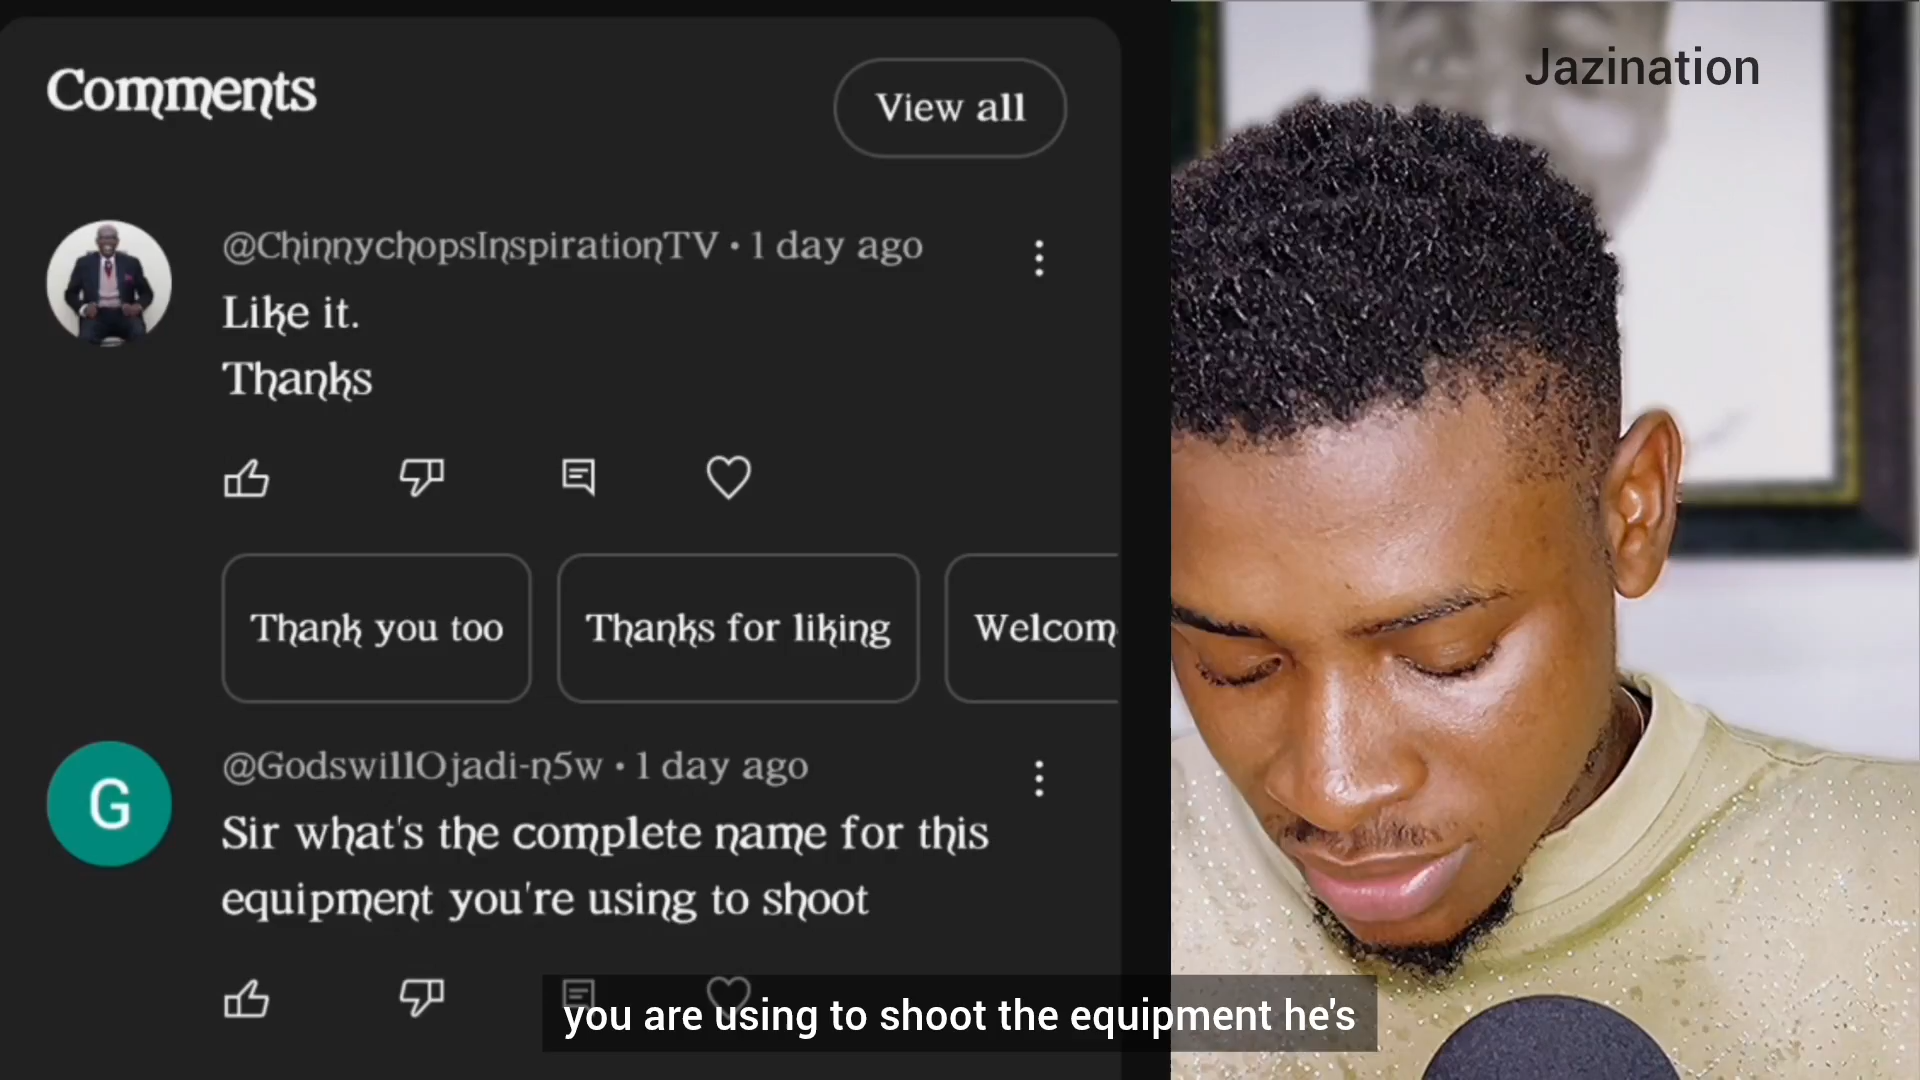 Comments
View all
Jazination
@ChinnychopsInspirationTV • 1 day ago
Like it.
Thanks
Thank you too
Thanks for liking
Welcom
G
@GodswillOjadi-n5w • 1 day ago
Sir what's the complete name for this
equipment you're using to shoot
you are using to shoot the equipment he's